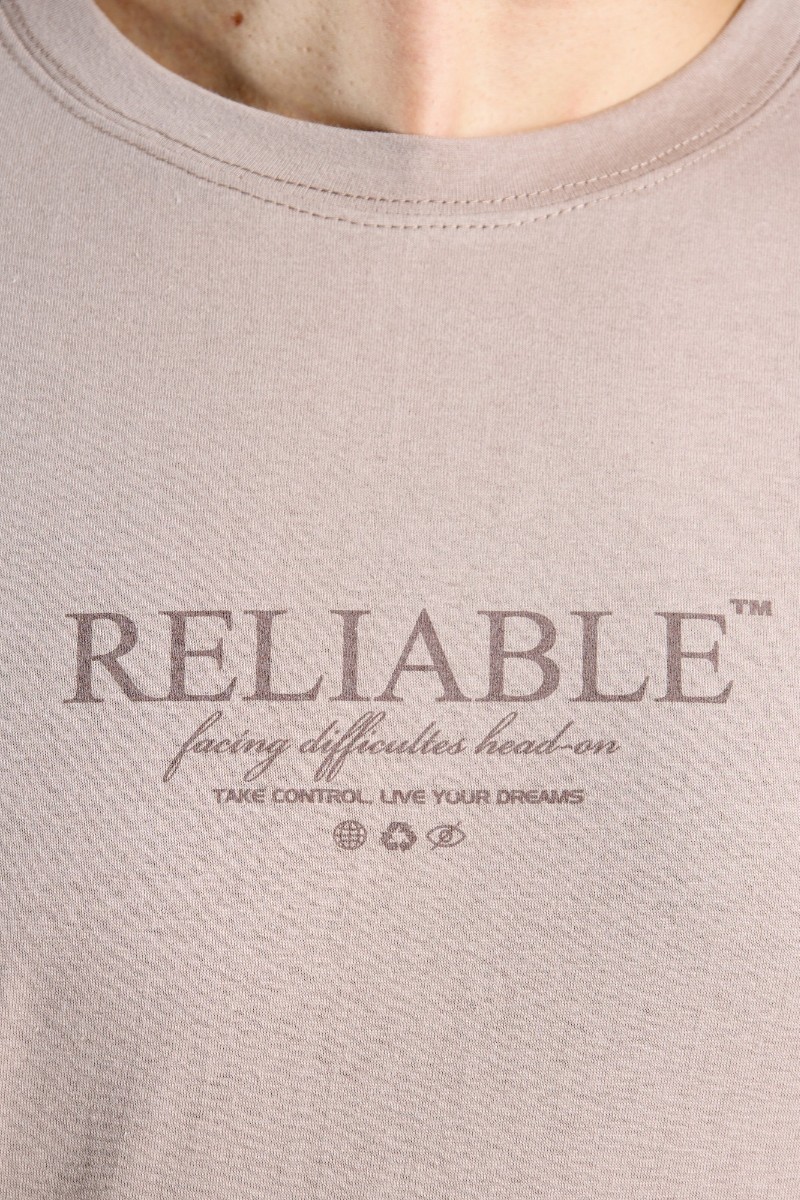 RELIABLE™
facing difficultes head-on
TAKE CONTROL, LIVE YOUR DREAMS